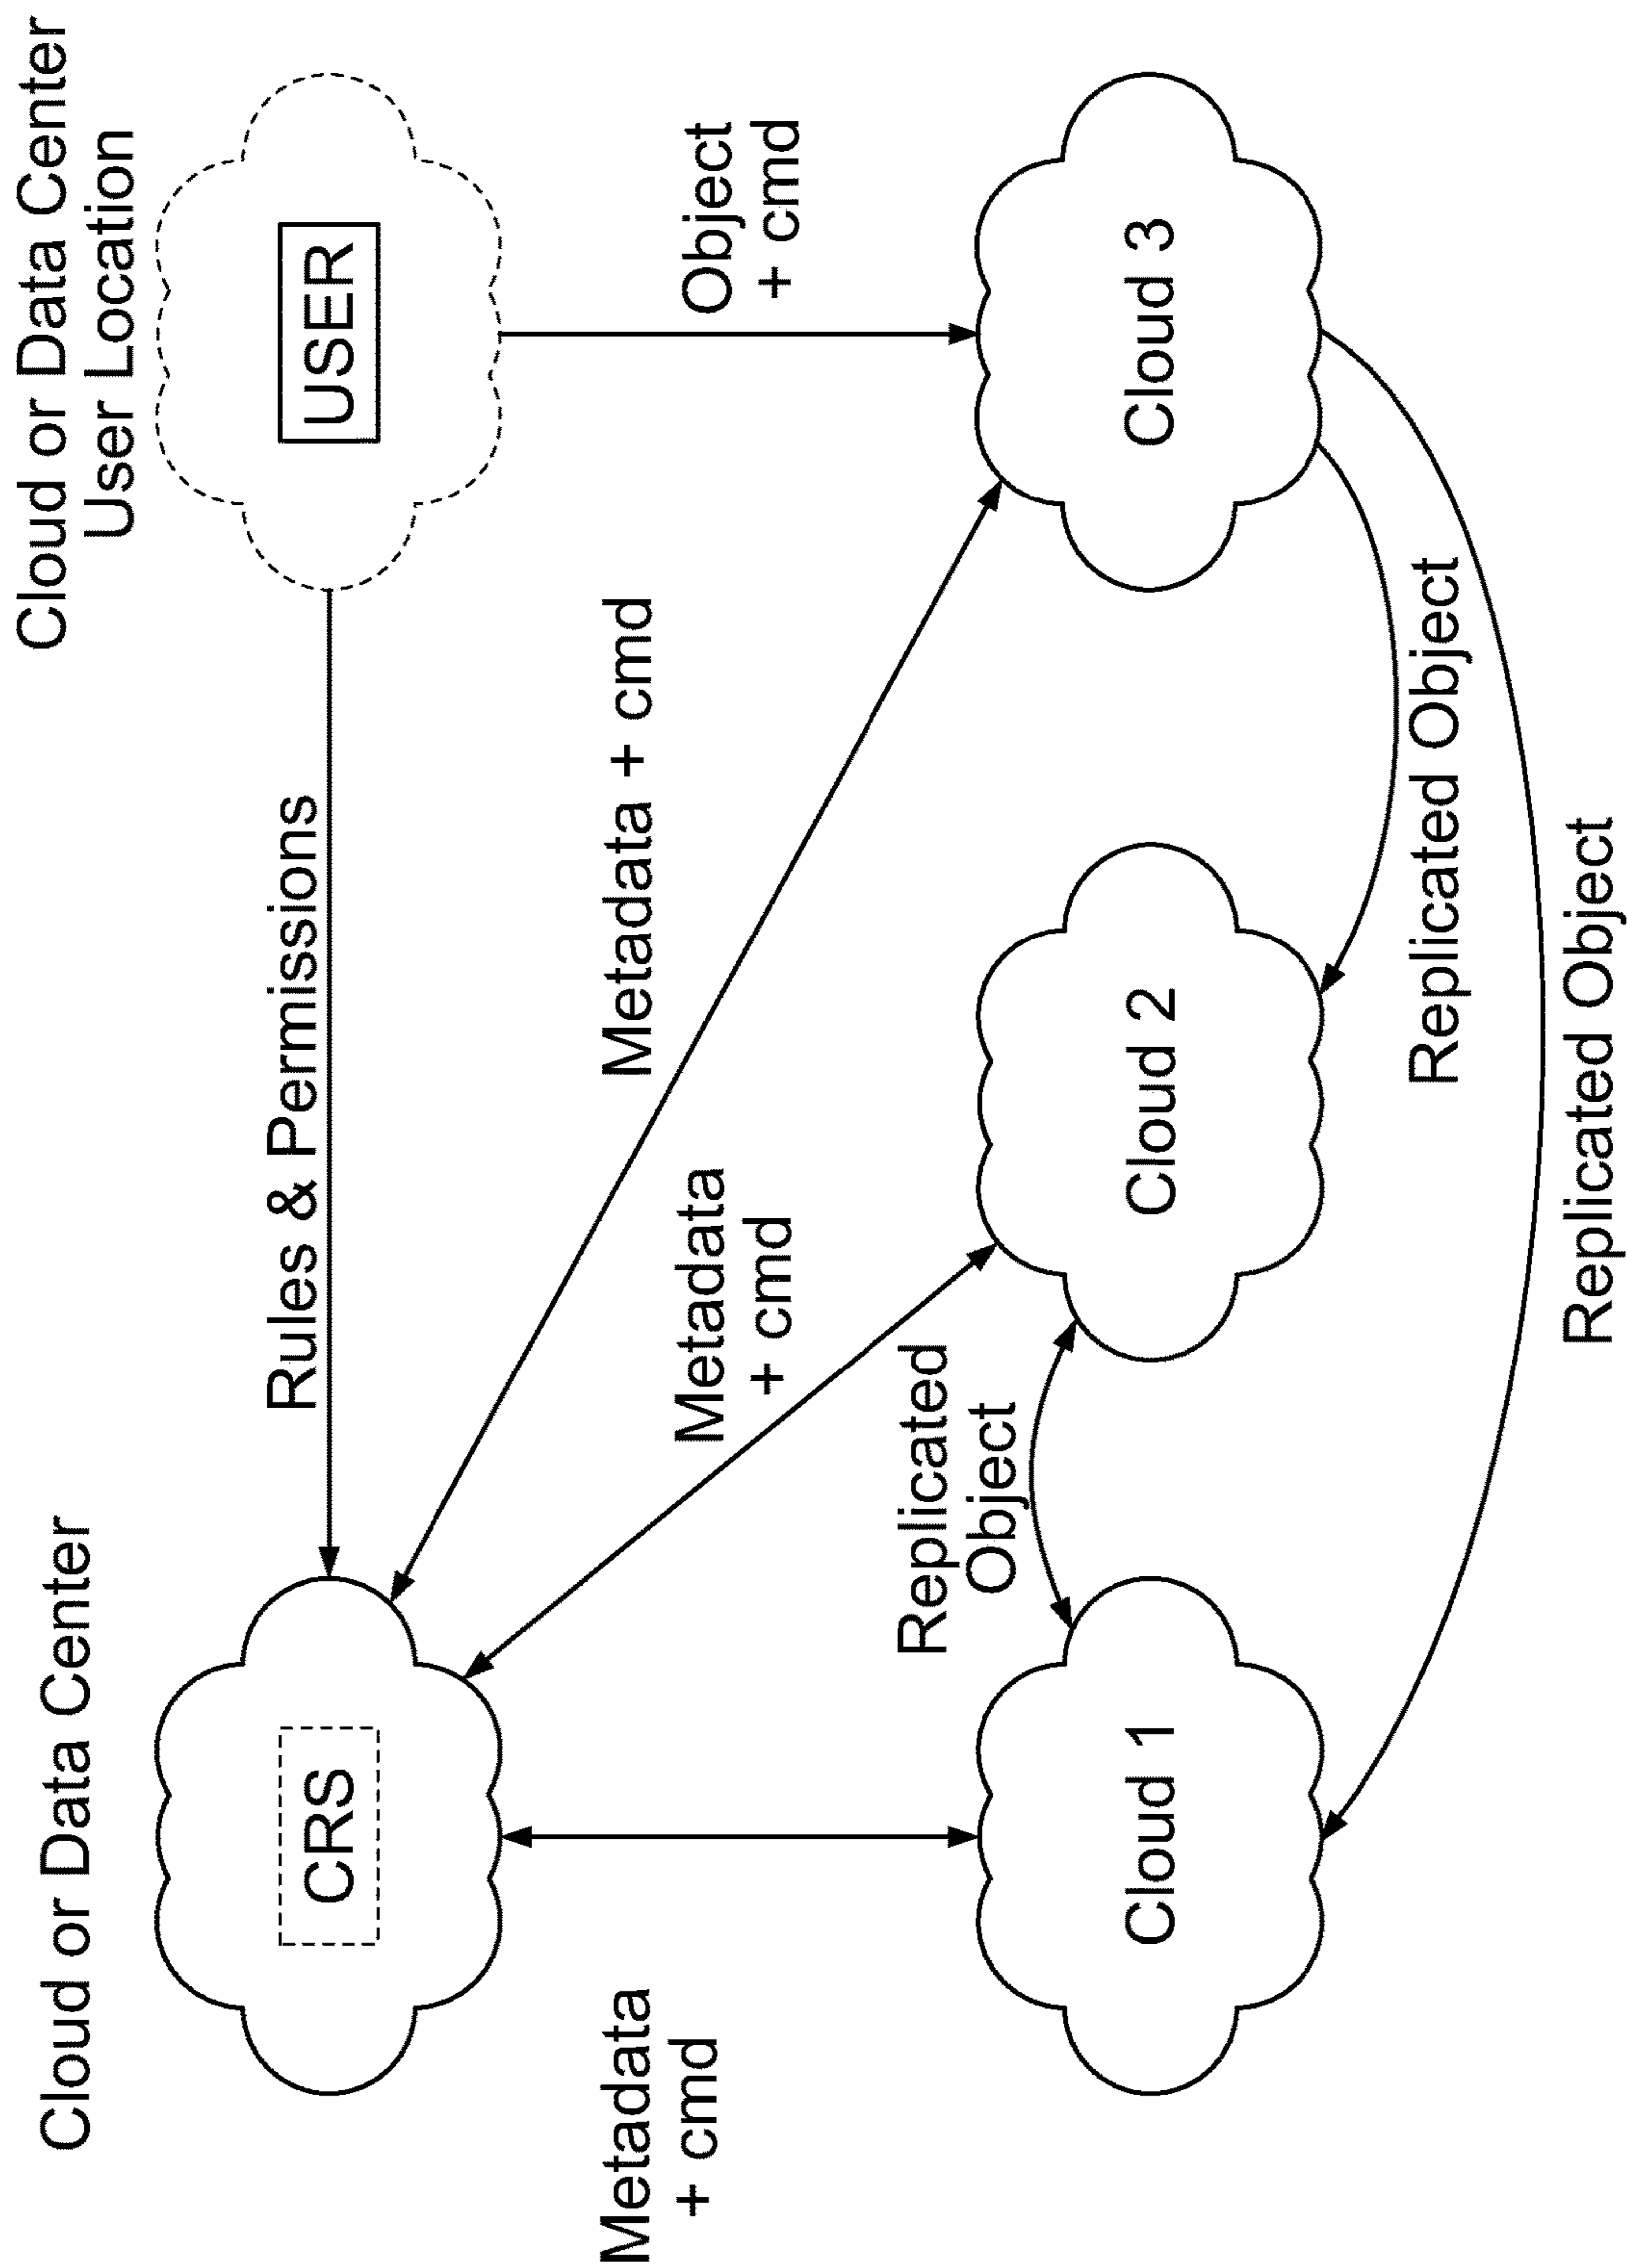 Cloud or Data Center
Cloud or Data Center
User Location
CRS
USER
Rules & Permissions
Metadata
+ cmd
Metadata
+ cmd
Metadata + cmd
Object
+ cmd
Replicated
Object
Cloud 1
Cloud 2
Cloud 3
Replicated Object
Replicated Object